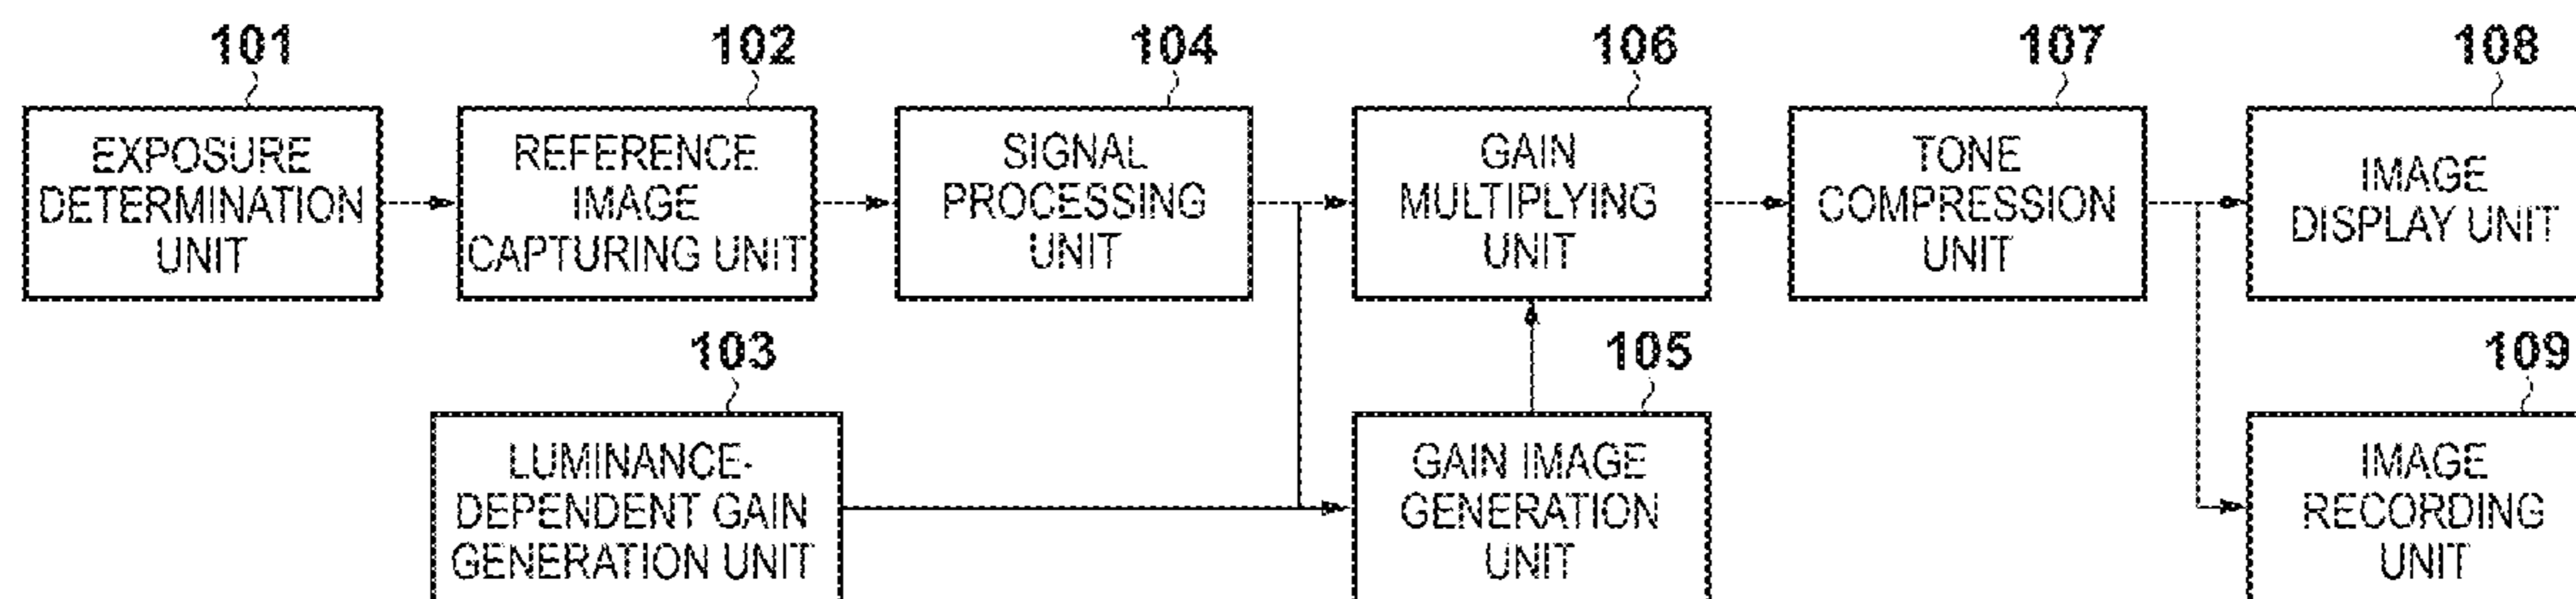 101
EXPOSURE
DETERMINATION
UNIT
102
REFERENCE
IMAGE
CAPTURING UNIT
104
SIGNAL
PROCESSING
UNIT
106
GAIN
MULTIPLYING
UNIT
107
TONE
COMPRESSION
UNIT
108
IMAGE
DISPLAY UNIT
103
LUMINANCE-
DEPENDENT GAIN
GENERATION UNIT
105
GAIN IMAGE
GENERATION
UNIT
109
IMAGE
RECORDING
UNIT